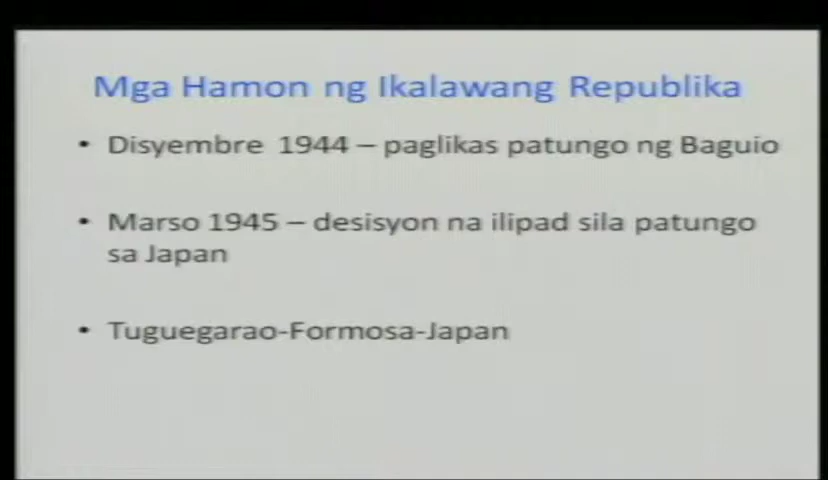 Mga Hamon ng Ikalawang Republika
• Disyembre 1944 – paglikas patungo ng Baguio
• Marso 1945 – desisyon na ilipad sila patungo
sa Japan
• Tuguegarao-Formosa-Japan